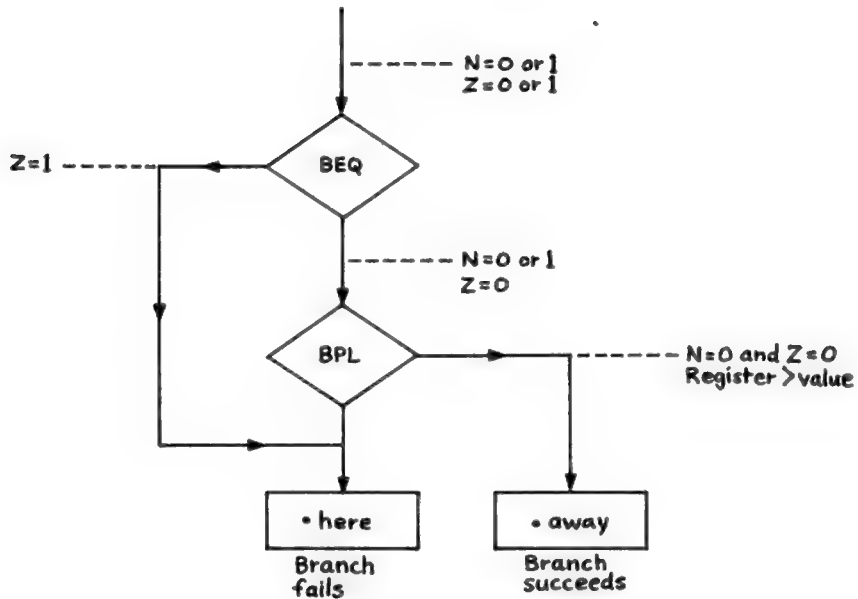 N=0 or 1
Z=0 or 1
BEQ
Z=1
N=0 or 1
Z=0
BPL
N=0 and Z=0
Register >value
• here
• away
Branch
fails
Branch
succeeds